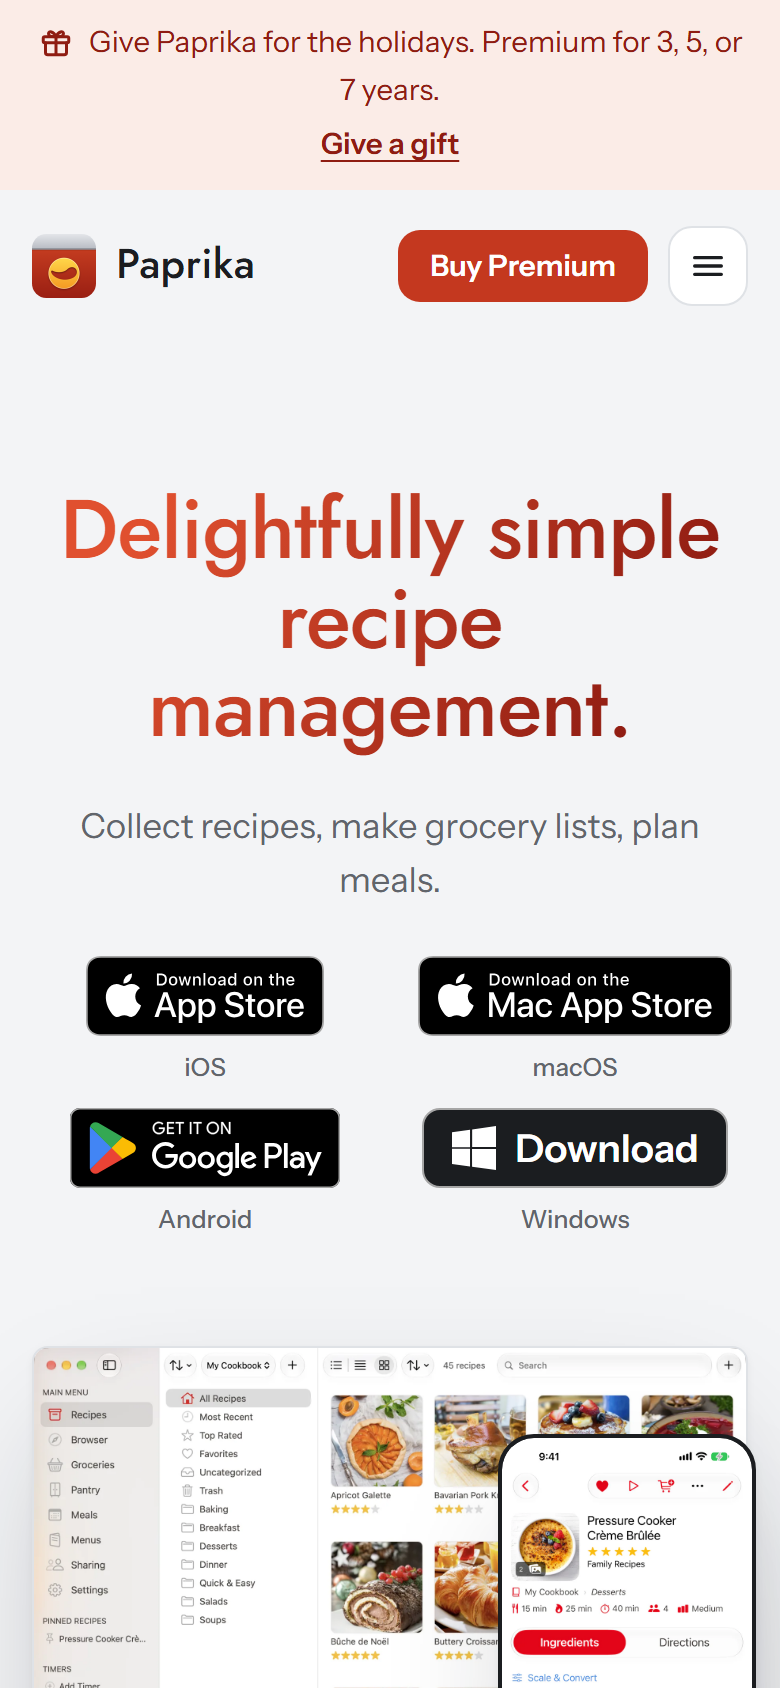 Give Paprika for the holidays. Premium for 3, 5, or
7 years.
Give a gift
Paprika
Buy Premium
Delightfully simple
recipe
management.
Collect recipes, make grocery lists, plan
meals.
Download on the
App Store
iOS
Download on the
Mac App Store
macOS
GET IT ON
Google Play
Android
Download
Windows
MAIN MENU
Recipes
Browser
Groceries
Pantry
Meals
Menus
Sharing
Settings
PINNED RECIPES
Pressure Cooker Crè...
TIMERS
Add Timer
My Cookbook
All Recipes
Most Recent
Top Rated
Favorites
Uncategorized
Trash
Baking
Breakfast
Desserts
Dinner
Quick & Easy
Salads
Soups
45 recipes
Search
Apricot Galette
Bavarian Pork
Bûche de Noël
Buttery
9:41
Pressure Cooker
Crème Brûlée
Family Recipes
2
My Cookbook › Desserts
15 min 25 min 40 min 4 Medium
Ingredients
Directions
Scale & Convert